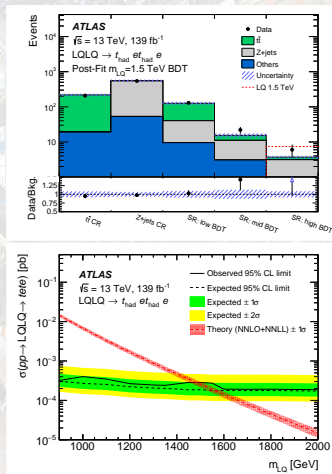 Events
ATLAS
√s = 13 TeV, 139 fb⁻¹
LQLQ → t_had et_had e
Post-Fit m_LQ=1.5 TeV BDT
Data
tt̄
Z+jets
Others
Uncertainty
LQ 1.5 TeV
10⁴
10³
10²
10
1
Data/Bkg.
1.25
1
0.75
tt̄ CR
Z+jets CR
SR: low BDT
SR: mid BDT
SR: high BDT
σ(pp→ LQLQ→ tete) [pb]
ATLAS
√s = 13 TeV, 139 fb⁻¹
LQLQ → t_had et_had e
Observed 95% CL limit
Expected 95% CL limit
Expected ± 1σ
Expected ± 2σ
Theory (NNLO+NNLL) ± 1σ
1
10⁻¹
10⁻²
10⁻³
10⁻⁴
10⁻⁵
1000 1200 1400 1600 1800 2000
m_LQ [GeV]